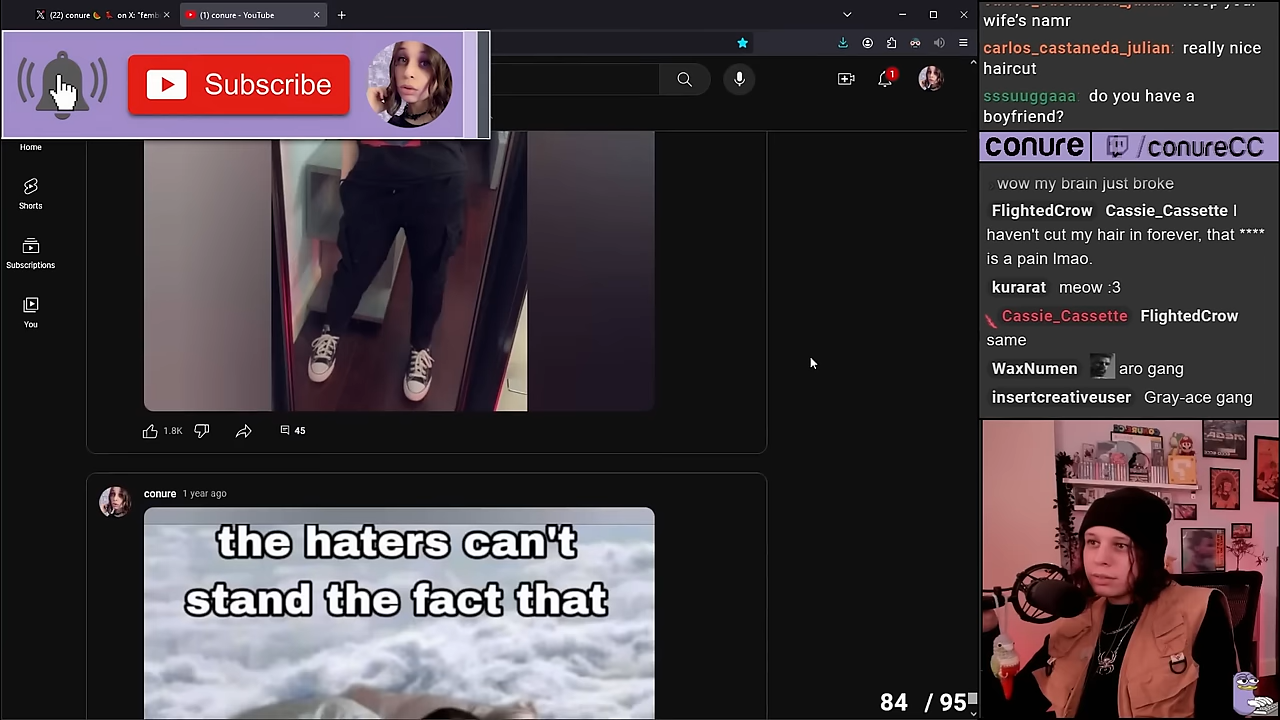 (22) conure on X: "femb
(1) conure - YouTube
Subscribe
1
Home
Shorts
Subscriptions
You
1.8K
45
conure 1 year ago
the haters can't
stand the fact that
84 / 95
wife's namr
carlos_castaneda_julian: really nice
haircut
sssuuggaaa: do you have a
boyfriend?
conure /conureCC
wow my brain just broke
FlightedCrow Cassie_Cassette I
haven't cut my hair in forever, that ****
is a pain lmao.
kurarat meow :3
Cassie_Cassette FlightedCrow
same
WaxNumen aro gang
insertcreativeuser Gray-ace gang